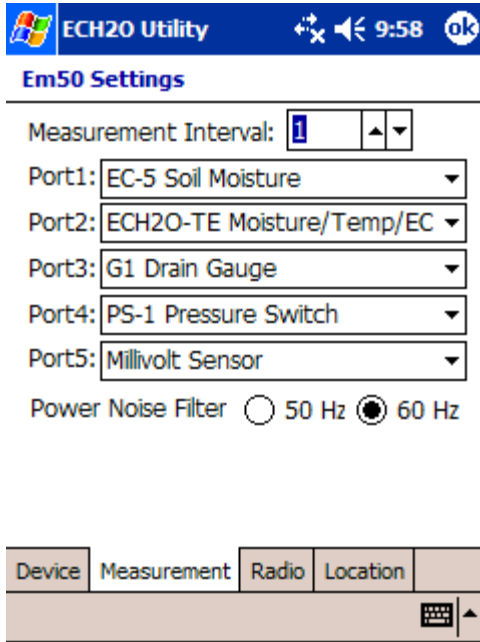 ECH2O Utility 9:58 ok
Em50 Settings
Measurement Interval: 1
Port1: EC-5 Soil Moisture
Port2: ECH2O-TE Moisture/Temp/EC
Port3: G1 Drain Gauge
Port4: PS-1 Pressure Switch
Port5: Millivolt Sensor
Power Noise Filter 50 Hz 60 Hz
Device Measurement Radio Location